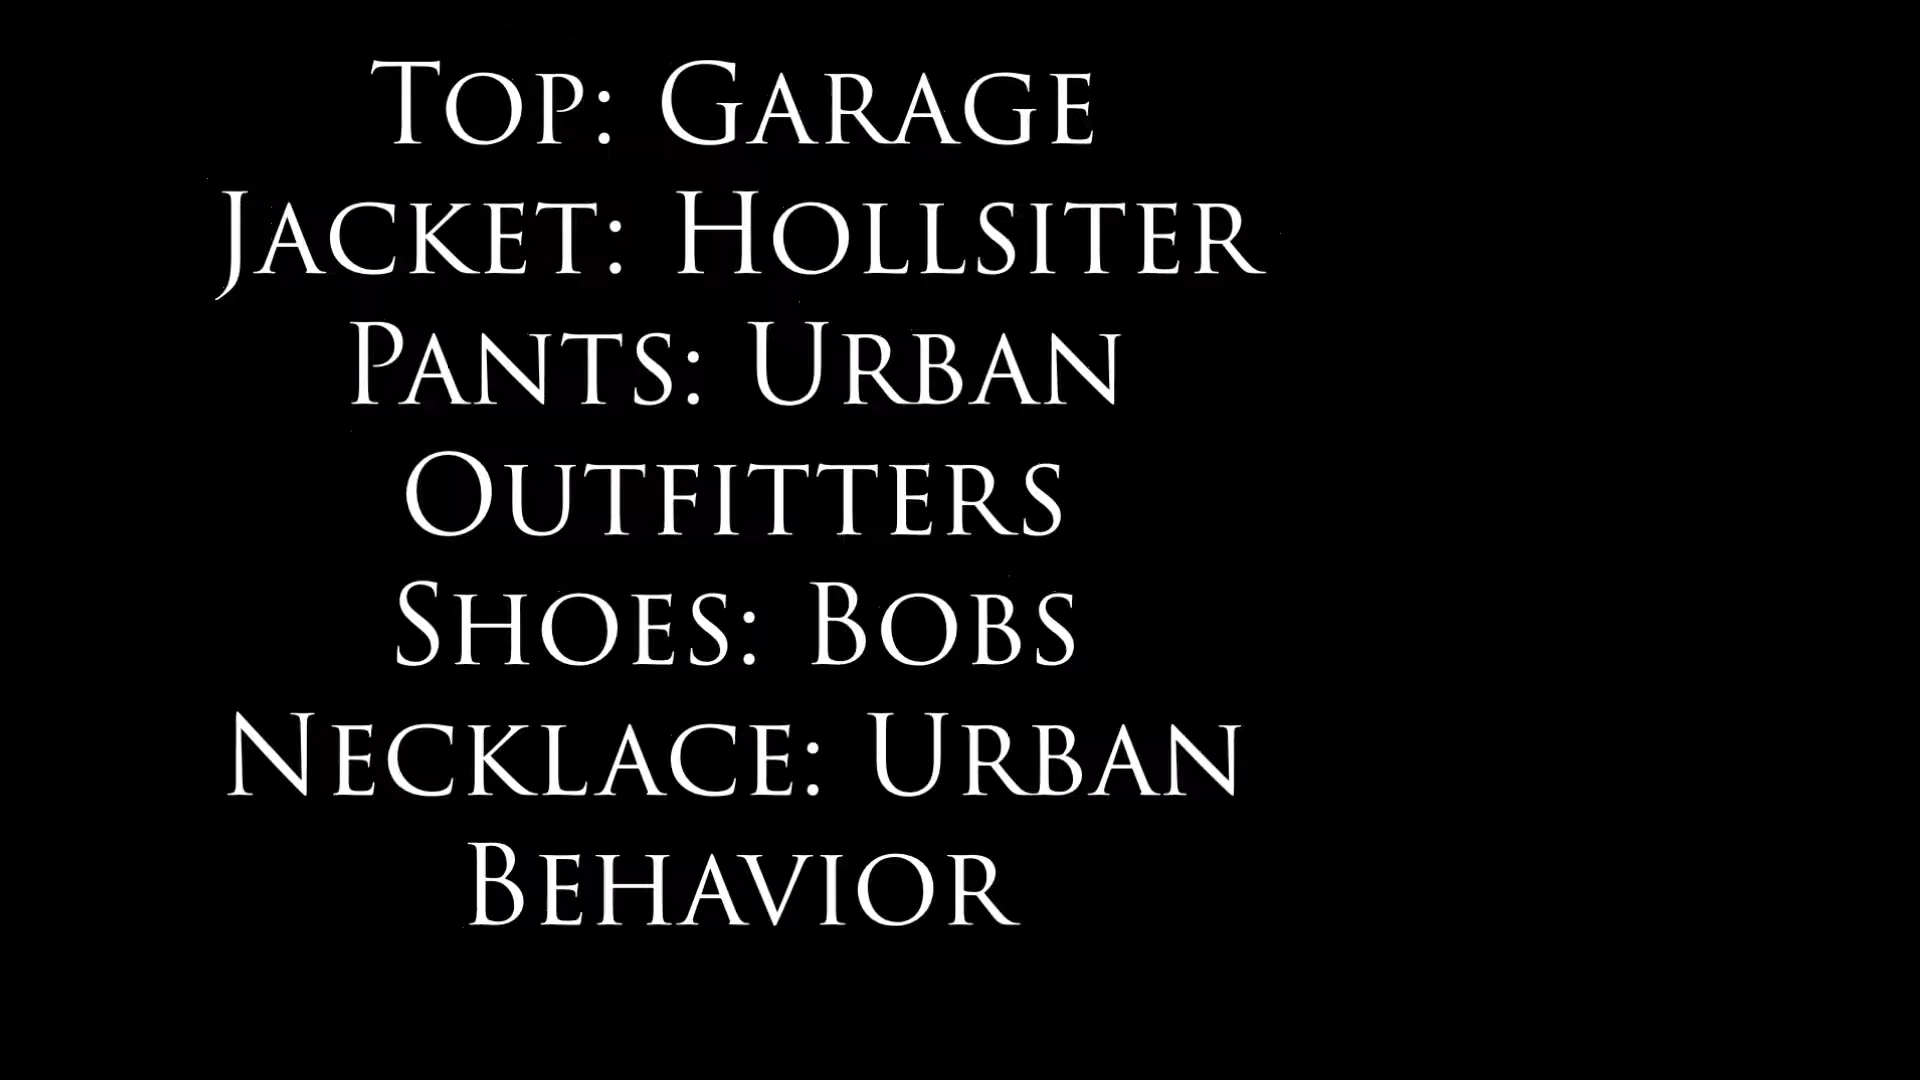 Top: Garage
Jacket: Hollsiter
Pants: Urban
Outfitters
Shoes: Bobs
Necklace: Urban
Behavior